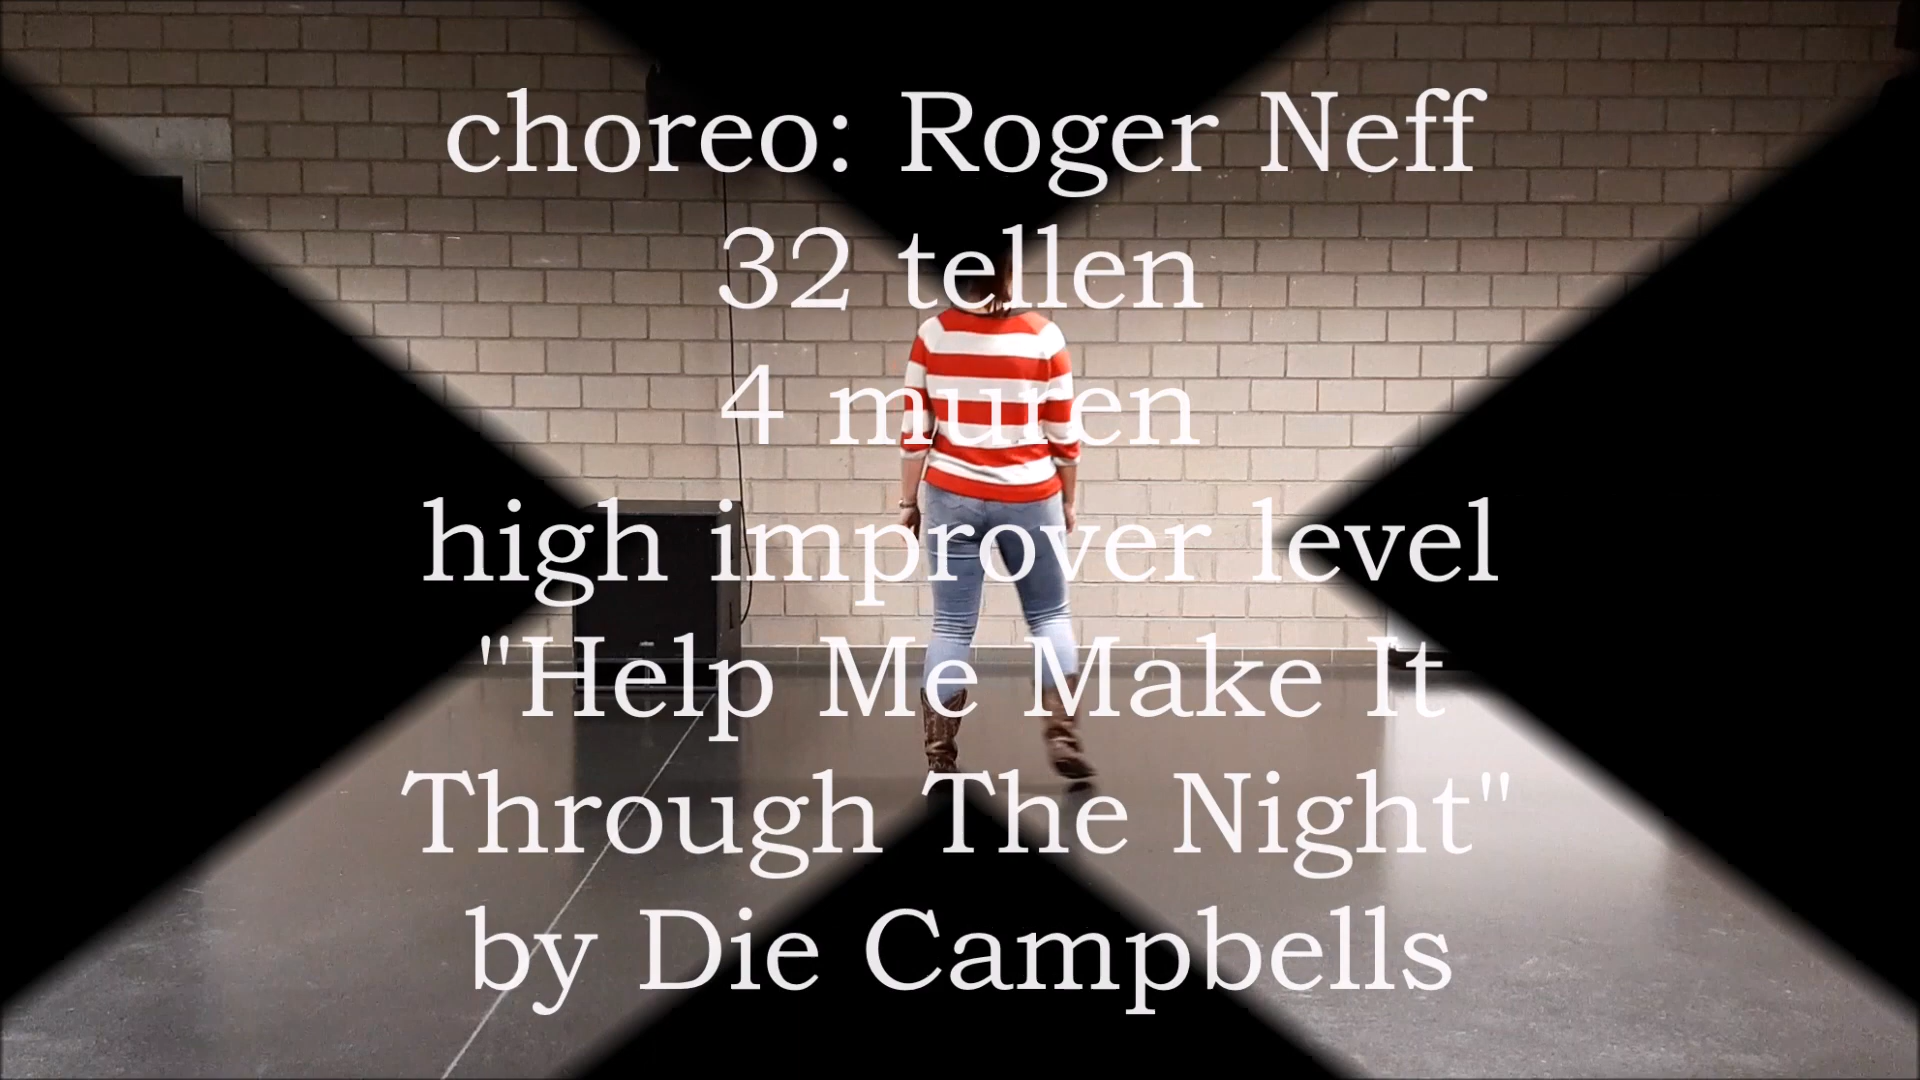 choreo: Roger Neff
32 tellen
4 muren
high improver level
"Help Me Make It
Through The Night"
by Die Campbells